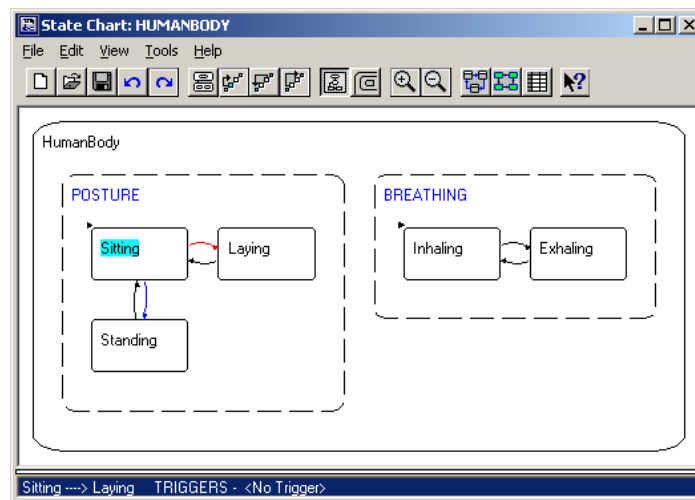 State Chart: HUMANBODY
File Edit View Tools Help
HumanBody
POSTURE
BREATHING
Sitting
Laying
Inhaling
Exhaling
Standing
Sitting ----> Laying TRIGGERS - <No Trigger>